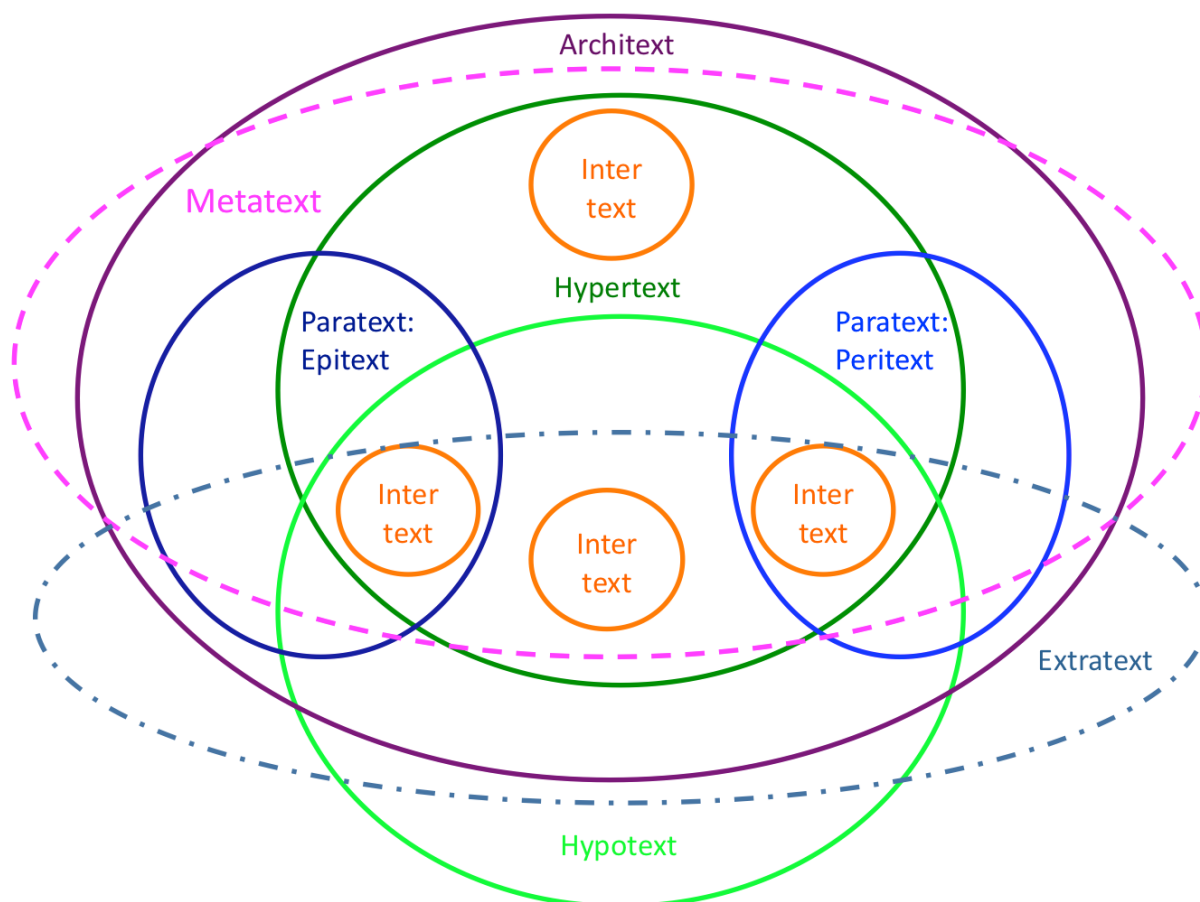 Architext
Inter
text
Metatext
Hypertext
Paratext:
Epitext
Paratext:
Peritext
Inter
text
Inter
text
Inter
text
Extratext
Hypotext